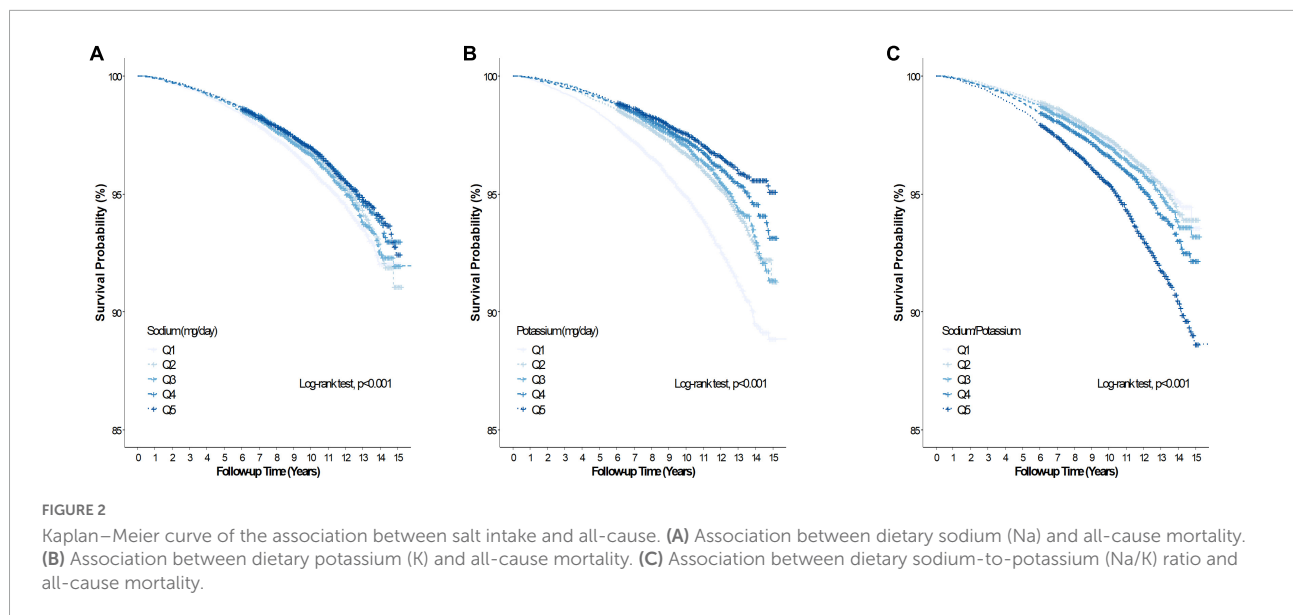 A
Survival Probability (%)
100
95
90
85
Sodium (mg/day)
Q1
Q2
Q3
Q4
Q5
Log-rank test, p<0.001
0 1 2 3 4 5 6 7 8 9 10 11 12 13 14 15
Follow-up Time (Years)
B
Survival Probability (%)
100
95
90
85
Potassium (mg/day)
Q1
Q2
Q3
Q4
Q5
Log-rank test, p<0.001
0 1 2 3 4 5 6 7 8 9 10 11 12 13 14 15
Follow-up Time (Years)
C
Survival Probability (%)
100
95
90
85
Sodium/Potassium
Q1
Q2
Q3
Q4
Q5
Log-rank test, p<0.001
0 1 2 3 4 5 6 7 8 9 10 11 12 13 14 15
Follow-up Time (Years)
FIGURE 2
Kaplan–Meier curve of the association between salt intake and all-cause. (A) Association between dietary sodium (Na) and all-cause mortality.
(B) Association between dietary potassium (K) and all-cause mortality. (C) Association between dietary sodium-to-potassium (Na/K) ratio and
all-cause mortality.